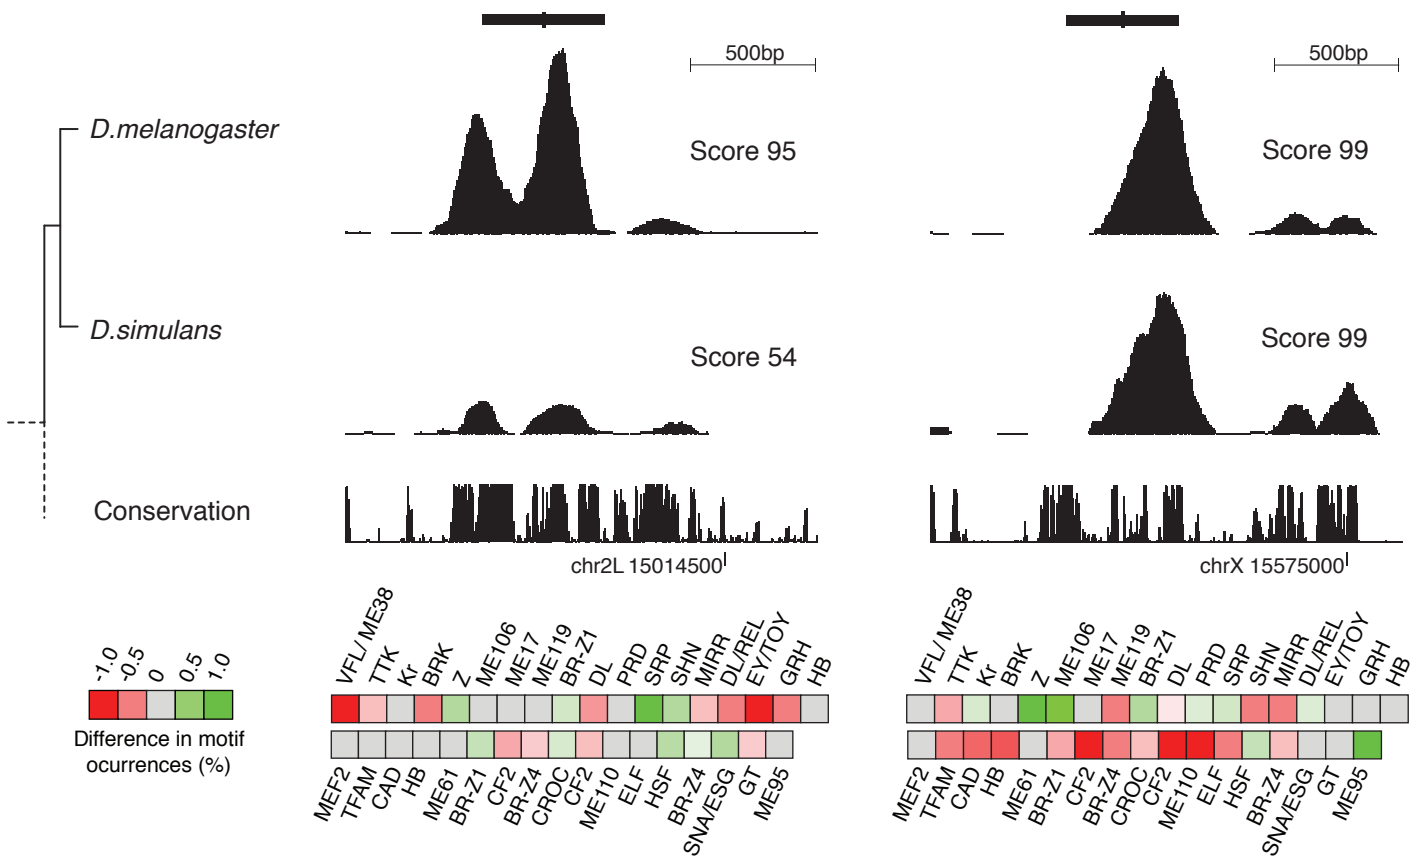 500bp
500bp
D.melanogaster
Score 95
Score 99
D.simulans
Score 54
Score 99
Conservation
chr2L 15014500
chrX 15575000
-1.0
-0.5
0
0.5
1.0
Difference in motif
ocurrences (%)
VFL/ ME38
TTK
Kr
BRK
Z
ME106
ME17
ME119
BR-Z1
DL
PRD
SRP
SHN
MIRR
DL/REL
EY/TOY
GRH
HB
MEF2
TFAM
CAD
HB
ME61
BR-Z1
CF2
BR-Z4
CROC
CF2
ME110
ELF
HSF
BR-Z4
SNA/ESG
GT
ME95
VFL/ ME38
TTK
Kr
BRK
Z
ME106
ME17
ME119
BR-Z1
DL
PRD
SRP
SHN
MIRR
DL/REL
EY/TOY
GRH
HB
MEF2
TFAM
CAD
HB
ME61
BR-Z1
CF2
BR-Z4
CROC
CF2
ME110
ELF
HSF
BR-Z4
SNA/ESG
GT
ME95